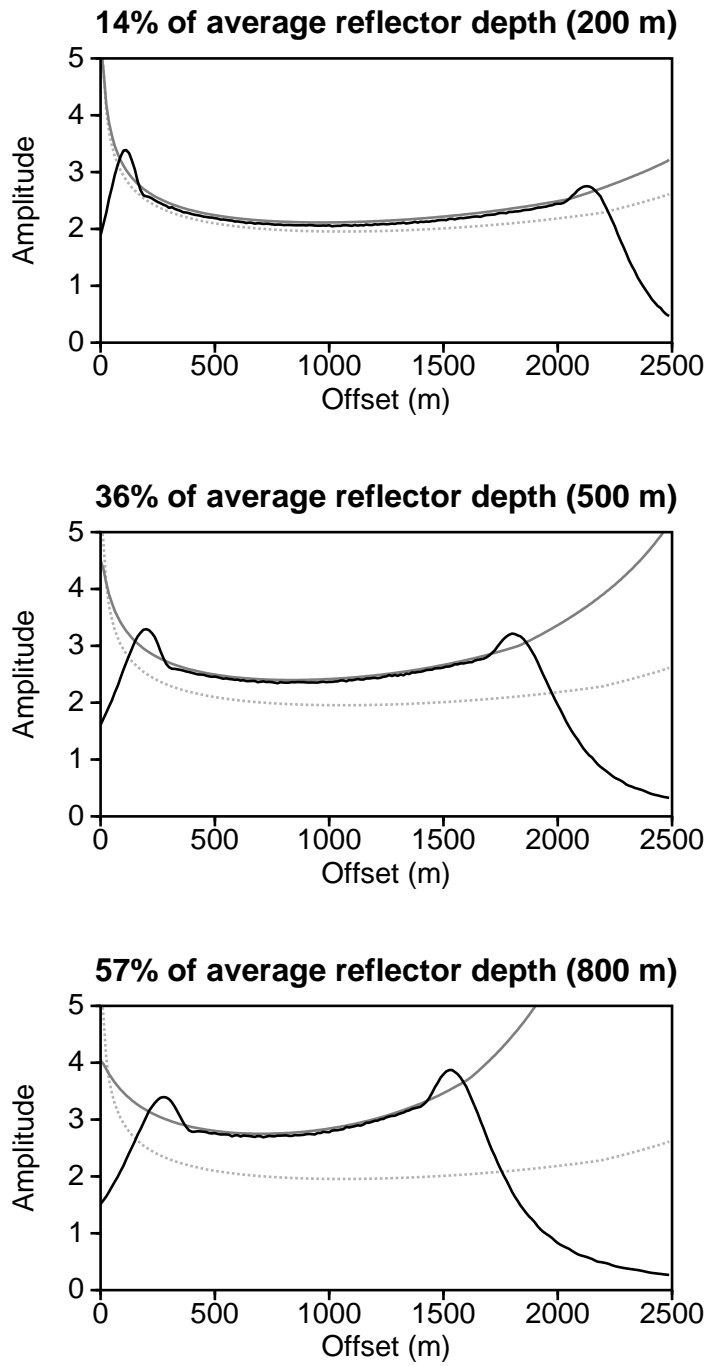 14% of average reflector depth (200 m)
5
4
3
2
1
0
Amplitude
0 500 1000 1500 2000 2500
Offset (m)
36% of average reflector depth (500 m)
5
4
3
2
1
0
Amplitude
0 500 1000 1500 2000 2500
Offset (m)
57% of average reflector depth (800 m)
5
4
3
2
1
0
Amplitude
0 500 1000 1500 2000 2500
Offset (m)